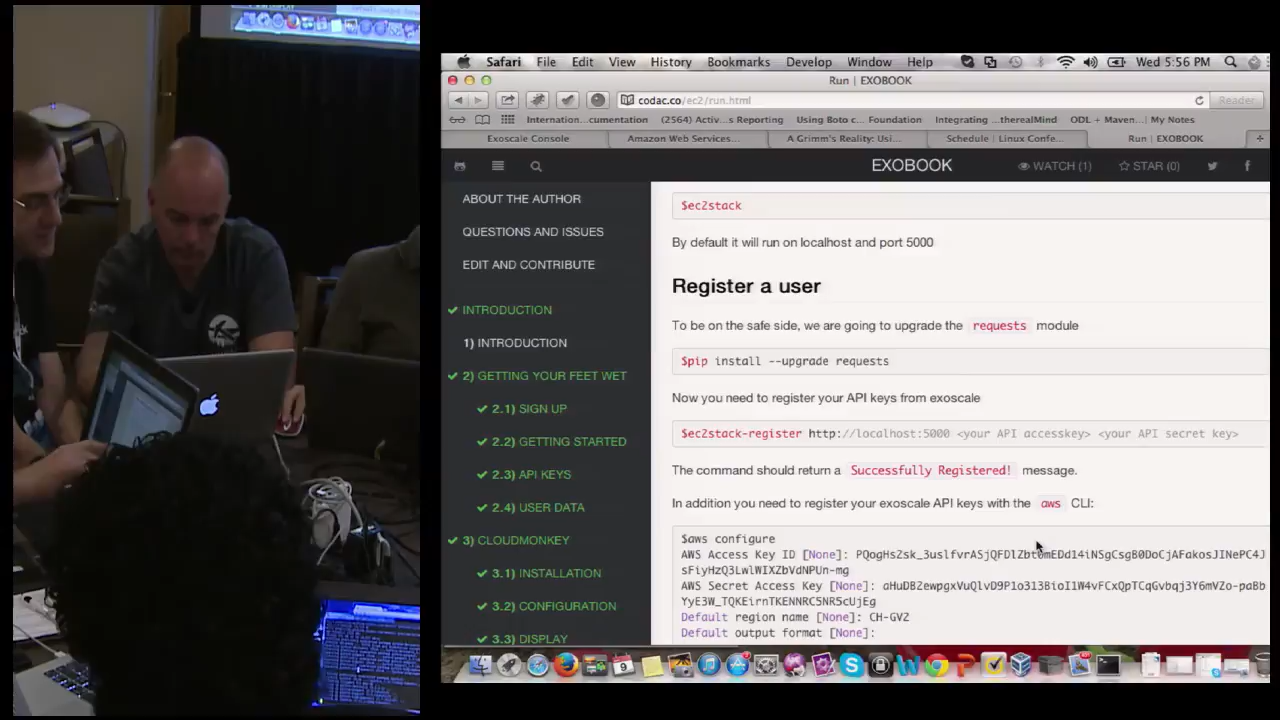 Safari File Edit View History Bookmarks Develop Window Help Wed 5:56 PM
Run | EXOBOOK
codac.co/ec2/run.html Reader
Internation...cumentation (2564) Activ...s Reporting Using Boto c... Foundation Integrating ...therealMind ODL + Maven...| My Notes
Exoscale Console Amazon Web Services... A Grimm's Reality: Usi... Schedule | Linux Confe... Run | EXOBOOK
EXOBOOK WATCH (1) STAR (0)
ABOUT THE AUTHOR
QUESTIONS AND ISSUES
EDIT AND CONTRIBUTE
INTRODUCTION
1) INTRODUCTION
2) GETTING YOUR FEET WET
2.1) SIGN UP
2.2) GETTING STARTED
2.3) API KEYS
2.4) USER DATA
3) CLOUDMONKEY
3.1) INSTALLATION
3.2) CONFIGURATION
3.3) DISPLAY
$ec2stack
By default it will run on localhost and port 5000
Register a user
To be on the safe side, we are going to upgrade the requests module
$pip install --upgrade requests
Now you need to register your API keys from exoscale
$ec2stack-register http://localhost:5000 <your API accesskey> <your API secret key>
The command should return a Successfully Registered! message.
In addition you need to register your exoscale API keys with the aws CLI:
$aws configure
AWS Access Key ID [None]:
AWS Secret Access Key [None]:
Default region name [None]: CH-GVZ
Default output format [None]: